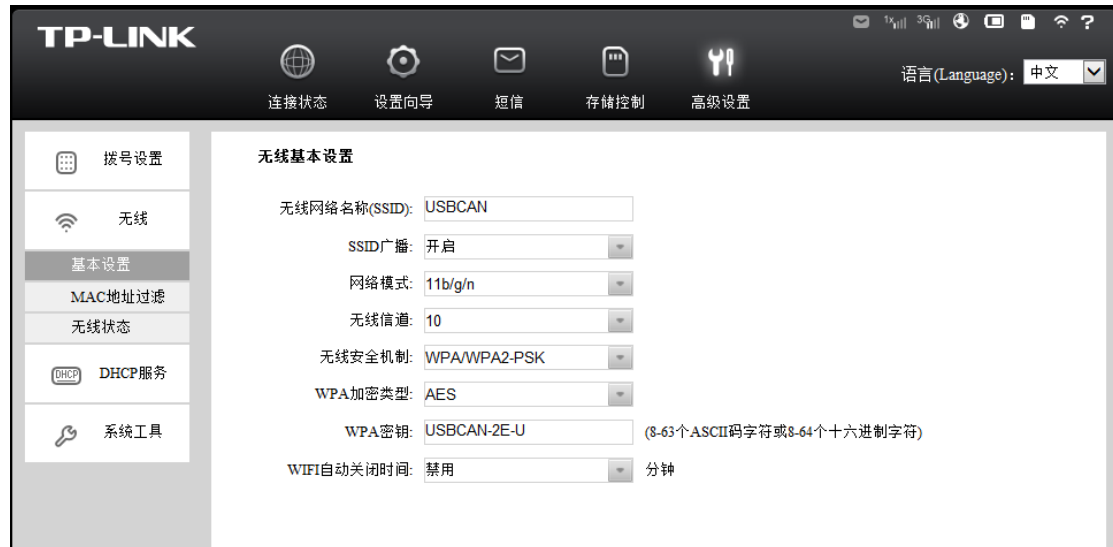 TP-LINK
1x 3G ?
语言(Language): 中文
连接状态 设置向导 短信 存储控制 高级设置
拨号设置
无线
基本设置
MAC地址过滤
无线状态
DHCP DHCP服务
系统工具
无线基本设置
无线网络名称(SSID): USBCAN
SSID广播: 开启
网络模式: 11b/g/n
无线信道: 10
无线安全机制: WPA/WPA2-PSK
WPA加密类型: AES
WPA密钥: USBCAN-2E-U (8-63个ASCII码字符或8-64个十六进制字符)
WIFI自动关闭时间: 禁用 分钟